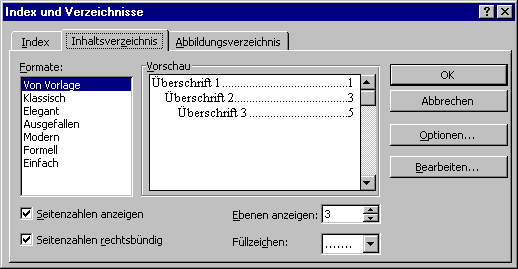 Index und Verzeichnisse
Index Inhaltsverzeichnis Abbildungsverzeichnis
Formate:
Von Vorlage
Klassisch
Elegant
Ausgefallen
Modern
Formell
Einfach
Vorschau
Überschrift 1.......................................1
Überschrift 2...................................3
Überschrift 3...............................5
OK
Abbrechen
Optionen...
Bearbeiten...
Seitenzahlen anzeigen
Seitenzahlen rechtsbündig
Ebenen anzeigen: 3
Füllzeichen: .......